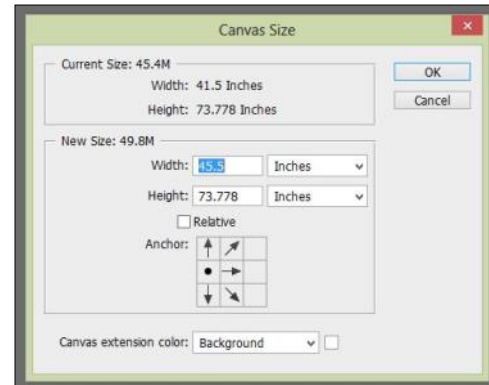 Canvas Size
Current Size: 45.4M
Width: 41.5 Inches
Height: 73.778 Inches
OK
Cancel
New Size: 49.8M
Width: 45.5 Inches
Height: 73.778 Inches
Relative
Anchor:
Canvas extension color: Background